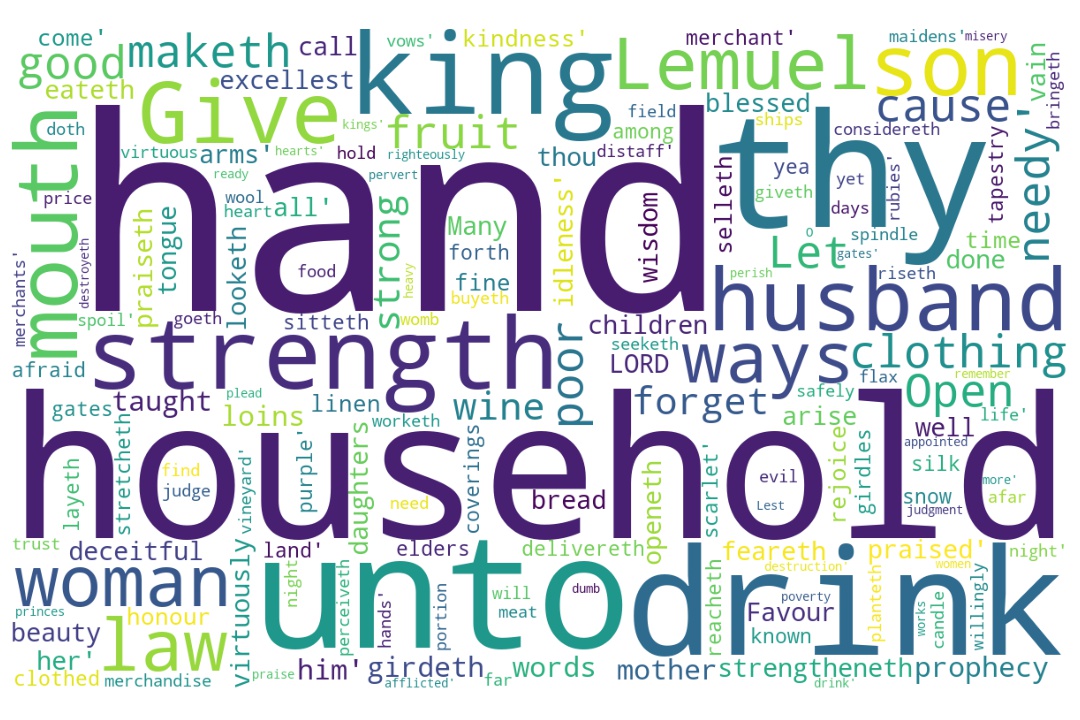 come'
good
maketh
call
vows'
kindness'
merchant'
maidens'
misery
king
Lemuel
son
vain
bringeth
eateth
excellest
Give
fruit
blessed
cause
needy'
mouth
doth
virtuous
arms'
kings'
hearts'
hold
righteously
field
among
thou
distaff'
ships
considereth
hand
thy
price
ready
pervert
wool
heart
all'
praiseth
tongue
looketh
strong
Many
forth
fine
buyeth
heavy
idleness'
wisdom
food
selleth
yea
yet
giveth
days
rubies'
tapestry
o
spindle
Let
gates'
time
done
merchants'
destroyeth
spoil'
goeth
sitteth
womb
children
perish
riseth
husband
afraid
strength
poor
seeketh
LORD
ways
clothing
flax
remember
gates
taught
plead
loins
linen
worketh
wine
forget
safely
arise
Open
life'
household
well
appointed
layeth
stretcheth
find
judge
vineyard'
purple'
daughters
need
coverings
bread
openeth
scarlet'
evil
Lest
rejoice
girdles
silk
snow
judgment
more'
afar
trust
deceitful
land'
elders
delivereth
feareth
praised'
night'
woman
princes
honour
virtuously
night
unto
perceiveth
hands'
portion
will
meat
dumb
drink
destruction'
women
reacheth
Favour
poverty
known
planteth
works
candle
willingly
beauty
law
her'
clothed
merchandise
praise
him'
girdeth
afflicted'
far
words
mother
strengtheneth
drink'
prophecy